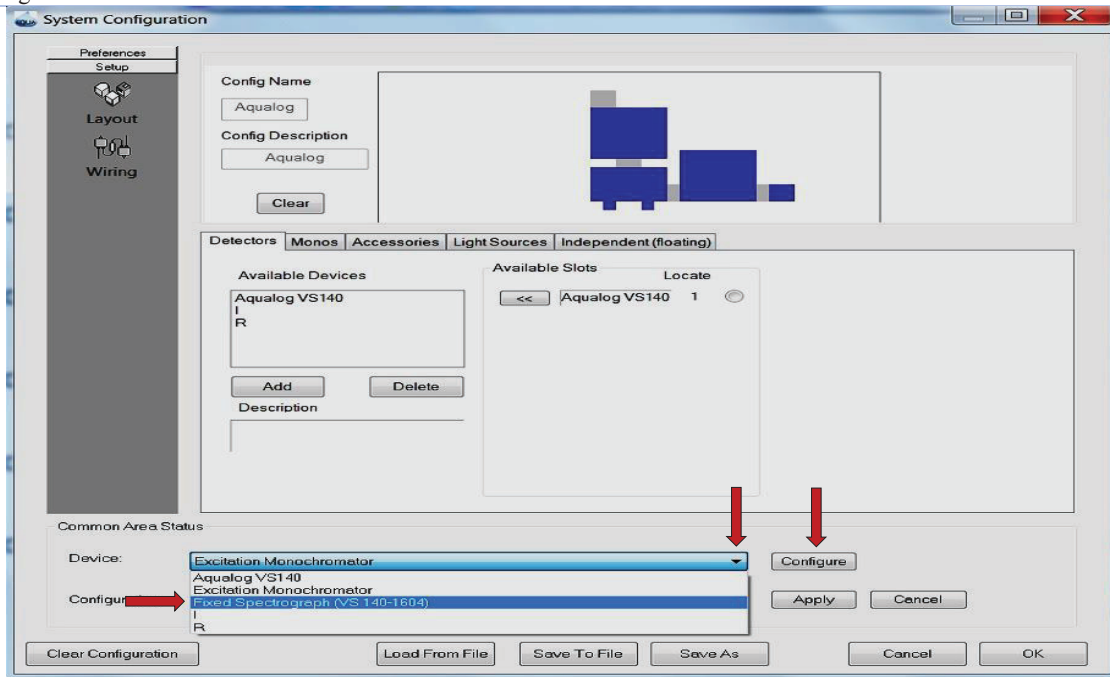 System Configuration
Preferences
Setup
Layout
Wiring
Config Name
Aqualog
Config Description
Aqualog
Clear
Detectors Monos Accessories Light Sources Independent (floating)
Available Devices
Aqualog VS140
I
R
Add Delete
Description
Available Slots Locate
<< Aqualog VS140 1
Common Area Status
Device: Excitation Monochromator Configure
Aqualog VS140
Excitation Monochromator
Fixed Spectrograph (VS 140-1604)
I
R
Apply Cancel
Clear Configuration Load From File Save To File Save As Cancel OK